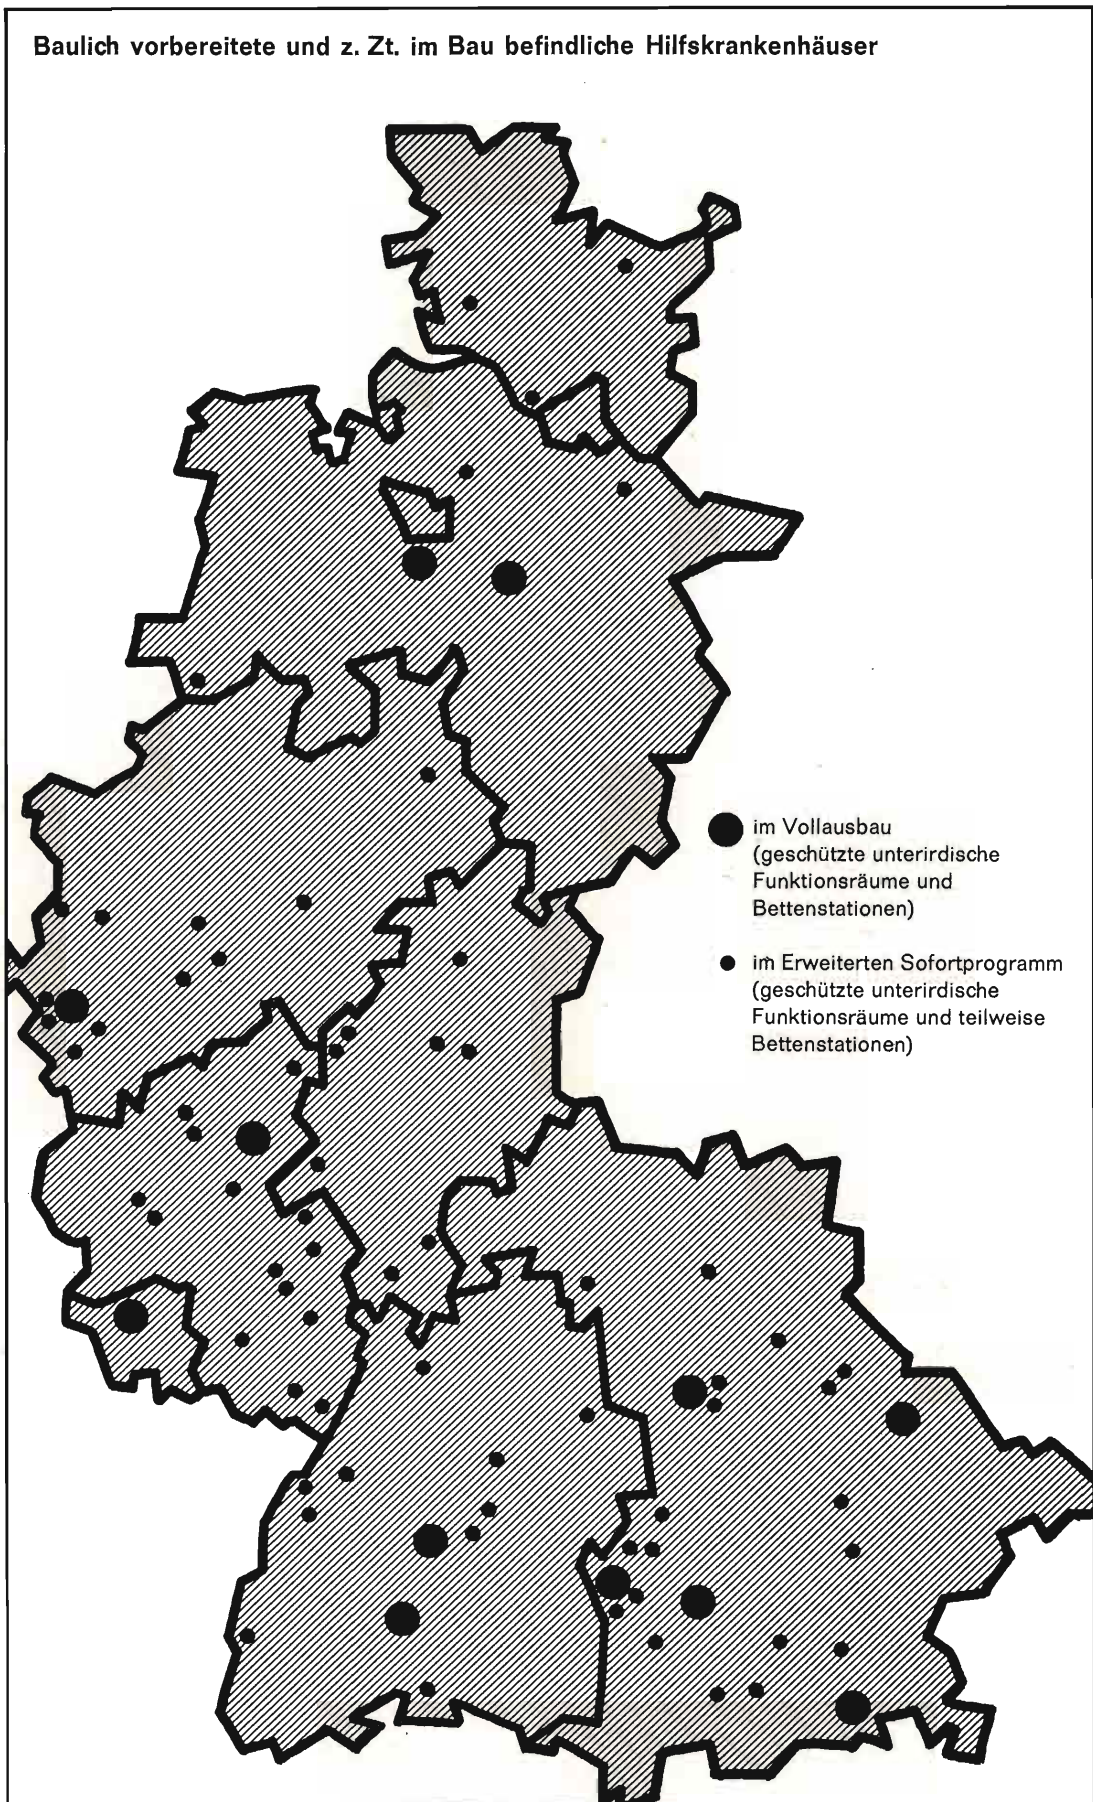 Baulich vorbereitete und z. Zt. im Bau befindliche Hilfskrankenhäuser
im Vollausbau
(geschützte unterirdische
Funktionsräume und
Bettenstationen)
im Erweiterten Sofortprogramm
(geschützte unterirdische
Funktionsräume und teilweise
Bettenstationen)